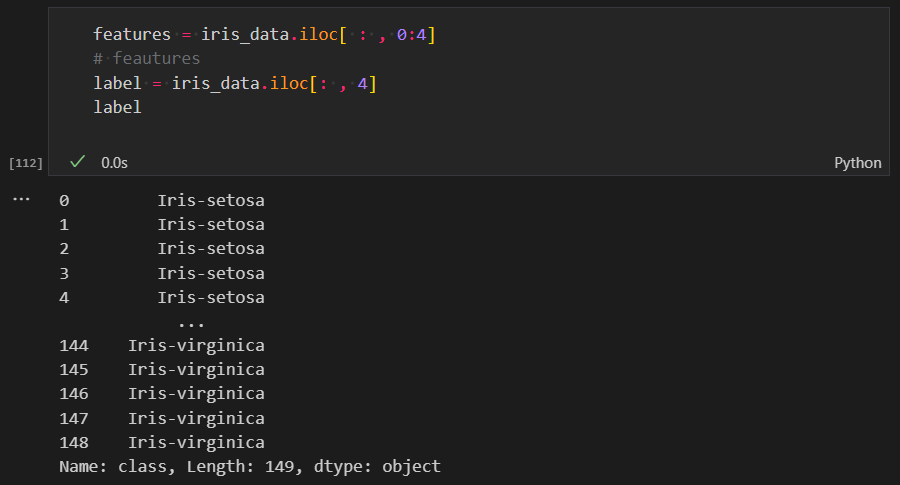 features = iris_data.iloc[ : , 0:4]
# feautures
label = iris_data.iloc[: , 4]
label
[112] ✓ 0.0s Python
... 0 Iris-setosa
1 Iris-setosa
2 Iris-setosa
3 Iris-setosa
4 Iris-setosa
...
144 Iris-virginica
145 Iris-virginica
146 Iris-virginica
147 Iris-virginica
148 Iris-virginica
Name: class, Length: 149, dtype: object